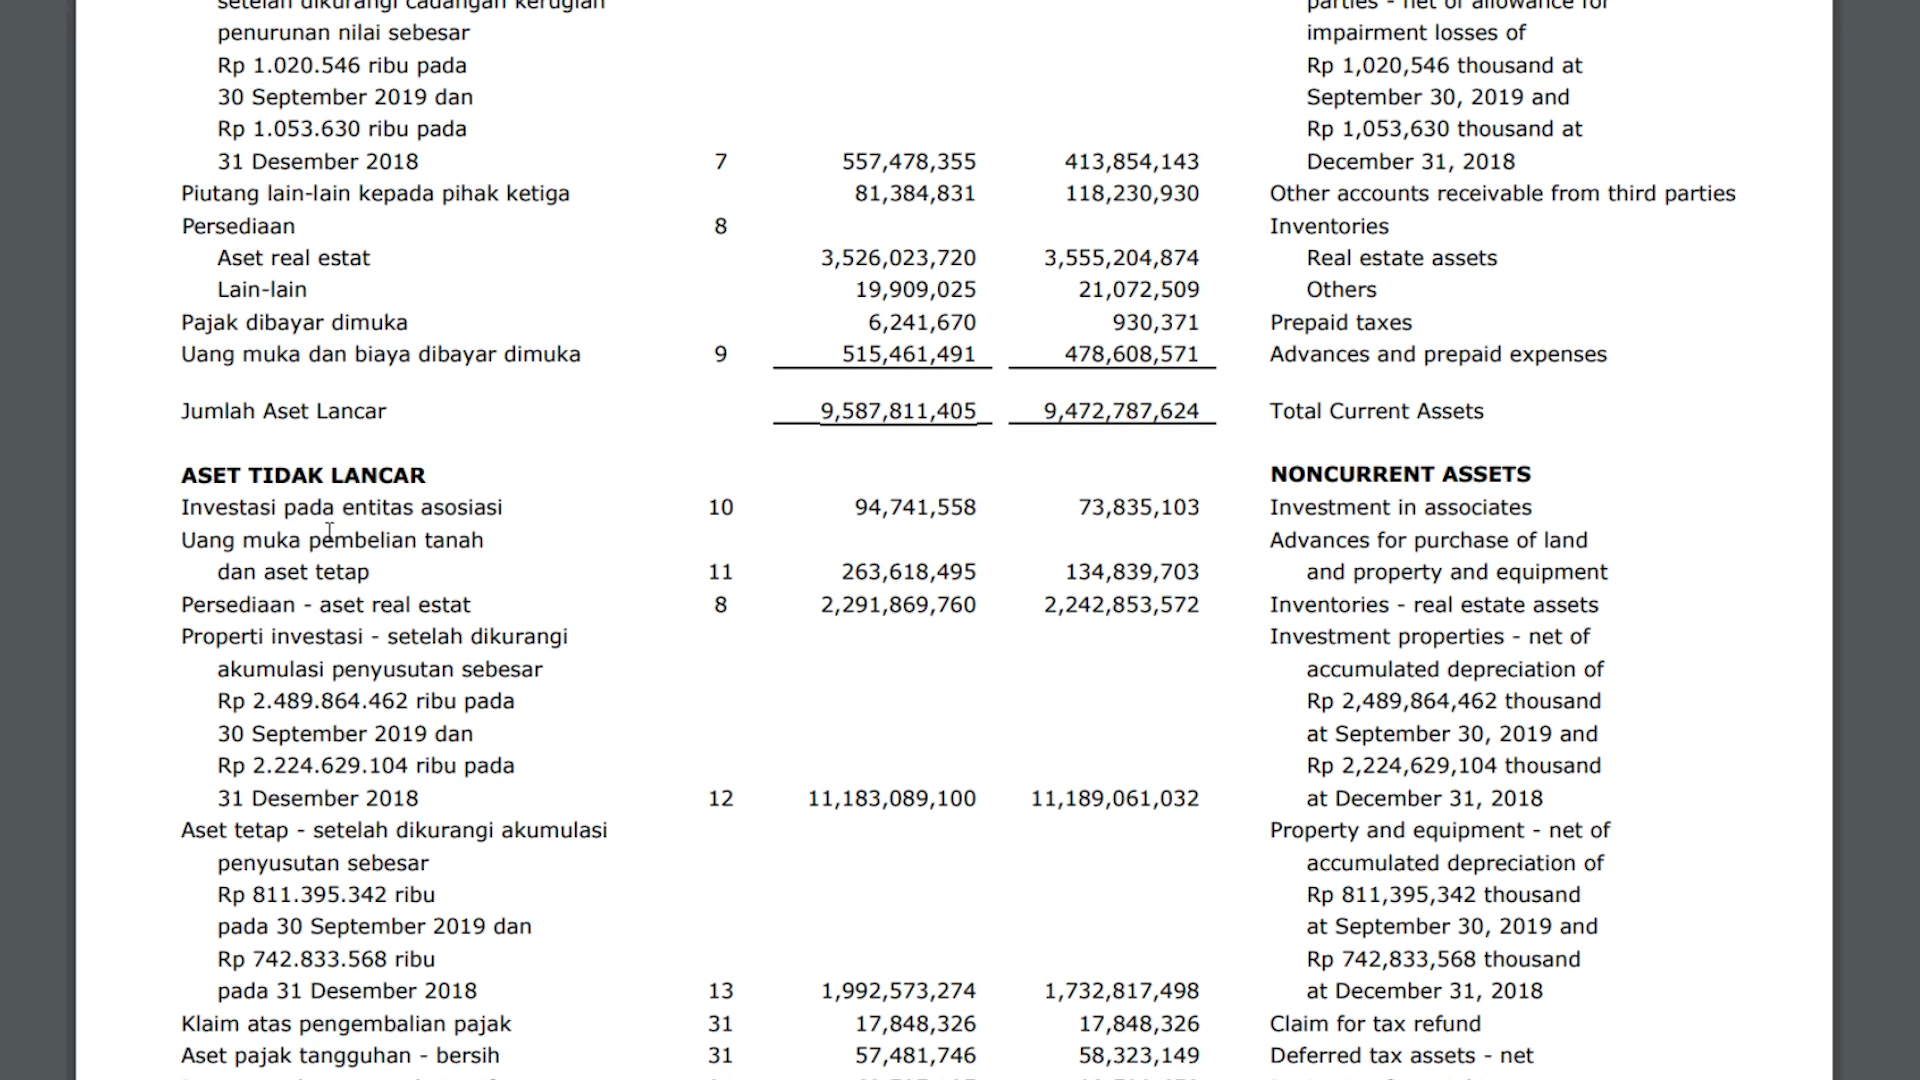 setelah dikurangi cadangan kerugian parties - net of allowance for
penurunan nilai sebesar impairment losses of
Rp 1.020.546 ribu pada Rp 1,020,546 thousand at
30 September 2019 dan September 30, 2019 and
Rp 1.053.630 ribu pada Rp 1,053,630 thousand at
31 Desember 2018 7 557,478,355 413,854,143 December 31, 2018
Piutang lain-lain kepada pihak ketiga 81,384,831 118,230,930 Other accounts receivable from third parties
Persediaan 8 Inventories
Aset real estat 3,526,023,720 3,555,204,874 Real estate assets
Lain-lain 19,909,025 21,072,509 Others
Pajak dibayar dimuka 6,241,670 930,371 Prepaid taxes
Uang muka dan biaya dibayar dimuka 9 515,461,491 478,608,571 Advances and prepaid expenses
Jumlah Aset Lancar 9,587,811,405 9,472,787,624 Total Current Assets
ASET TIDAK LANCAR NONCURRENT ASSETS
Investasi pada entitas asosiasi 10 94,741,558 73,835,103 Investment in associates
Uang muka pembelian tanah Advances for purchase of land
dan aset tetap 11 263,618,495 134,839,703 and property and equipment
Persediaan - aset real estat 8 2,291,869,760 2,242,853,572 Inventories - real estate assets
Properti investasi - setelah dikurangi Investment properties - net of
akumulasi penyusutan sebesar accumulated depreciation of
Rp 2.489.864.462 ribu pada Rp 2,489,864,462 thousand
30 September 2019 dan at September 30, 2019 and
Rp 2.224.629.104 ribu pada Rp 2,224,629,104 thousand
31 Desember 2018 12 11,183,089,100 11,189,061,032 at December 31, 2018
Aset tetap - setelah dikurangi akumulasi Property and equipment - net of
penyusutan sebesar accumulated depreciation of
Rp 811.395.342 ribu Rp 811,395,342 thousand
pada 30 September 2019 dan at September 30, 2019 and
Rp 742.833.568 ribu Rp 742,833,568 thousand
pada 31 Desember 2018 13 1,992,573,274 1,732,817,498 at December 31, 2018
Klaim atas pengembalian pajak 31 17,848,326 17,848,326 Claim for tax refund
Aset pajak tangguhan - bersih 31 57,481,746 58,323,149 Deferred tax assets - net